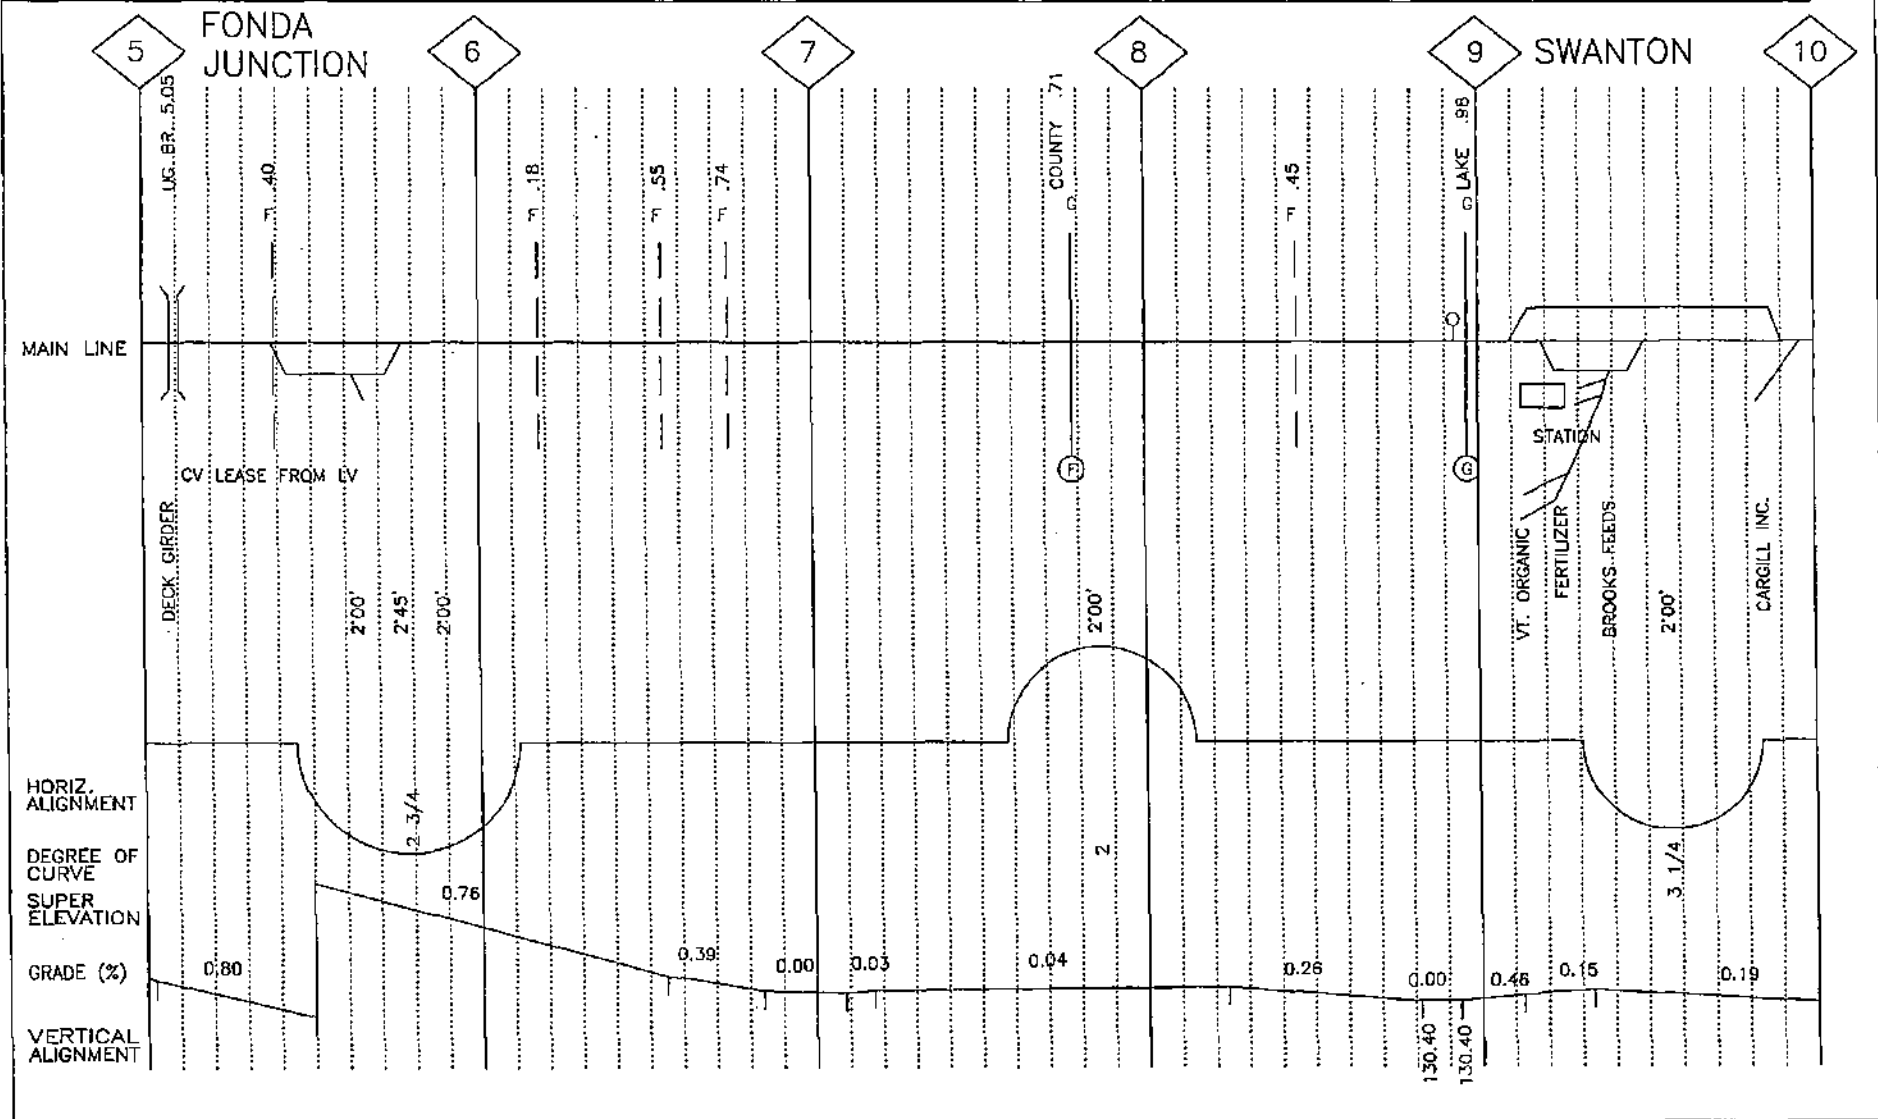 5
FONDA
JUNCTION
6
7
8
9
SWANTON
10
UG. BR. 5.05
F .40
F .18
F .55
F .74
G COUNTY .71
F .45
G LAKE .98
MAIN LINE
STATION
CV LEASE FROM LV
F
G
DECK GIRDER
2'00'
2'45'
2'00'
2'00'
VT. ORGANIC
FERTILIZER
BROOKS FEEDS
2'00'
CARGILL INC.
HORIZ.
ALIGNMENT
2 3/4
DEGREE OF
CURVE
2
3 1/4
SUPER
ELEVATION
0.76
GRADE (%)
0.80
0.39
0.00
0.03
0.04
0.26
0.00
0.46
0.15
0.19
VERTICAL
ALIGNMENT
130.40
130.40